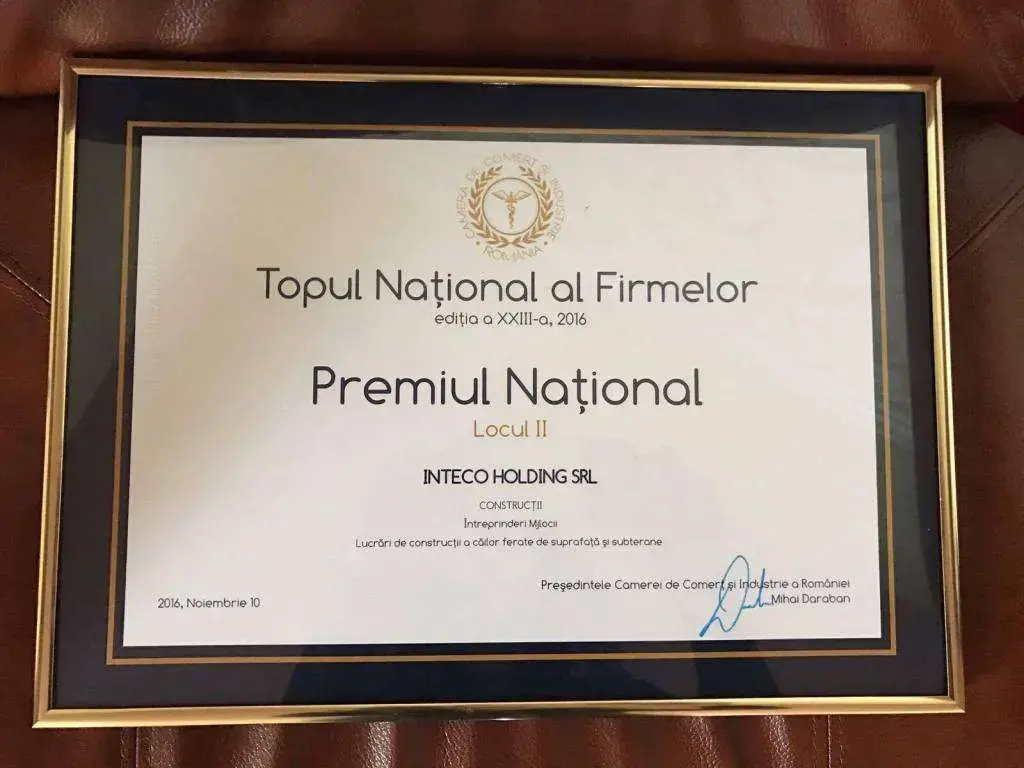 CAMERA DE COMERȚ ȘI INDUSTRIE
• ROMÂNIA •
Topul Național al Firmelor
ediția a XXIII-a, 2016
Premiul Național
Locul II
INTECO HOLDING SRL
CONSTRUCȚII
Întreprinderi Mijlocii
Lucrări de construcții a căilor ferate de suprafață și subterane
Președintele Camerei de Comerț și Industrie a României
2016, Noiembrie 10
Mihai Daraban